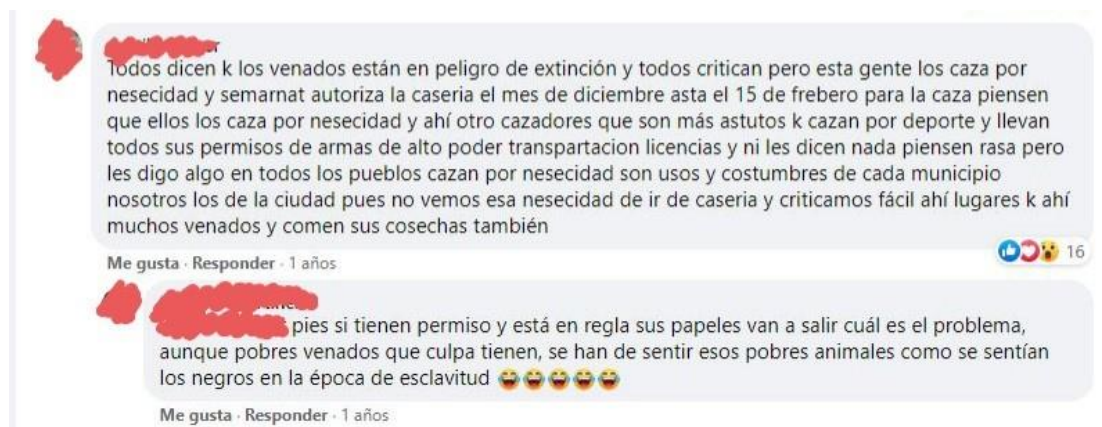 Todos dicen k los venados están en peligro de extinción y todos critican pero esta gente los caza por
nesecidad y semarnat autoriza la caseria el mes de diciembre asta el 15 de frebero para la caza piensen
que ellos los caza por nesecidad y ahí otro cazadores que son más astutos k cazan por deporte y llevan
todos sus permisos de armas de alto poder transpartacion licencias y ni les dicen nada piensen rasa pero
les digo algo en todos los pueblos cazan por nesecidad son usos y costumbres de cada municipio
nosotros los de la ciudad pues no vemos esa nesecidad de ir de caseria y criticamos fácil ahí lugares k ahí
muchos venados y comen sus cosechas también
16
Me gusta · Responder · 1 años
pies si tienen permiso y está en regla sus papeles van a salir cuál es el problema,
aunque pobres venados que culpa tienen, se han de sentir esos pobres animales como se sentían
los negros en la época de esclavitud 😂😂😂😂😂
Me gusta · Responder · 1 años